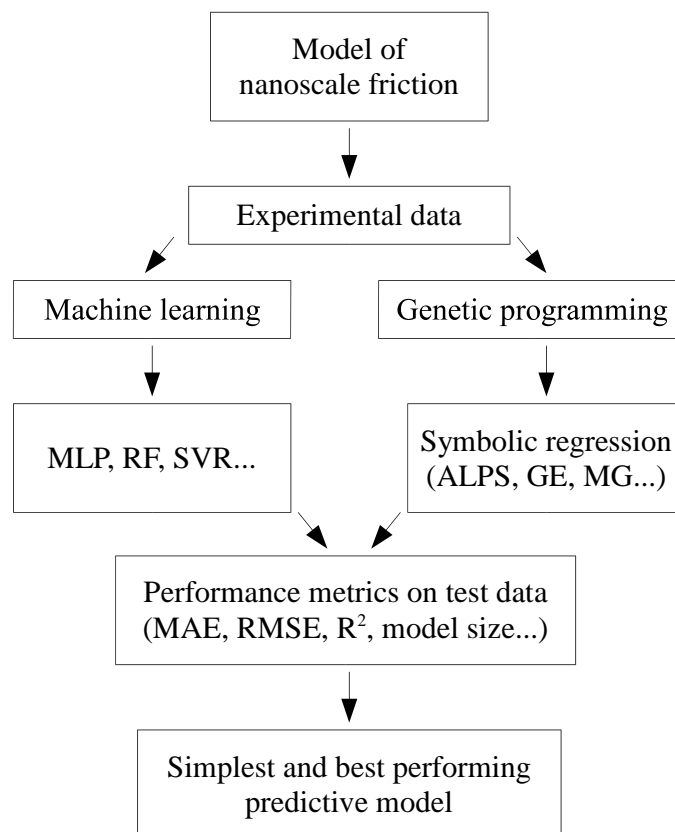 Model of
nanoscale friction
Experimental data
Machine learning
Genetic programming
MLP, RF, SVR...
Symbolic regression
(ALPS, GE, MG...)
Performance metrics on test data
(MAE, RMSE, R², model size...)
Simplest and best performing
predictive model